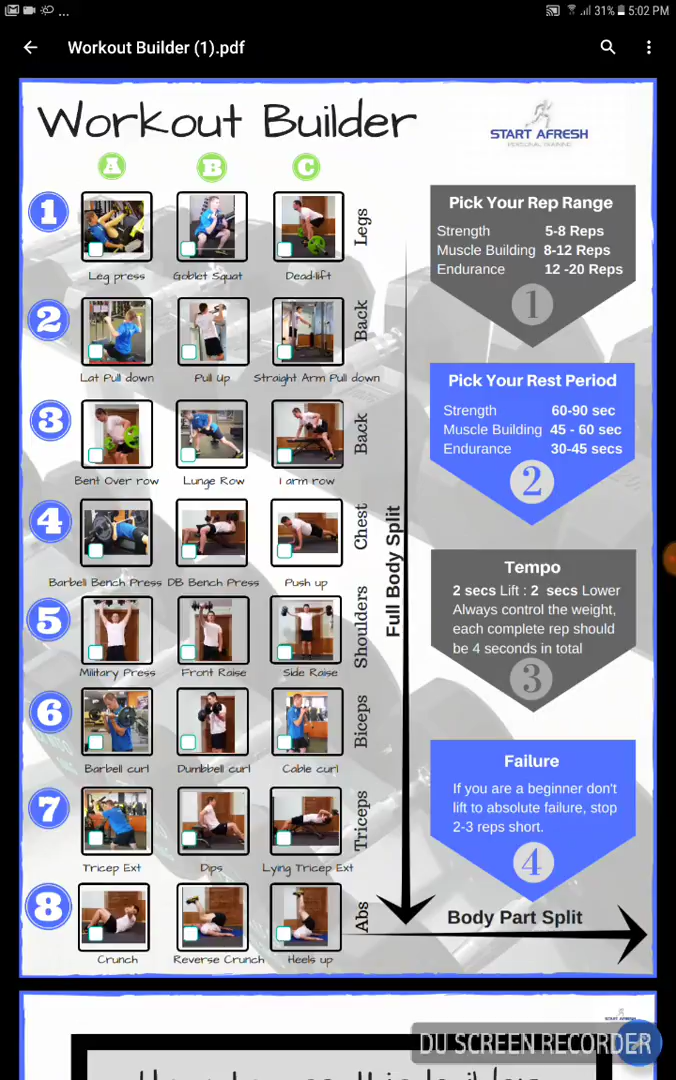 31% 5:02 PM
Workout Builder (1).pdf
Workout Builder
START AFRESH
PERSONAL TRAINING
A B C
1
Leg press Goblet Squat Dead-lift
Legs
2
Lat Pull down Pull Up Straight Arm Pull down
Back
3
Bent Over row Lunge Row 1 arm row
Back
4
Barbell Bench Press DB Bench Press Push up
Chest
5
Military Press Front Raise Side Raise
Shoulders
6
Barbell curl Dumbbell curl Cable curl
Biceps
7
Tricep Ext Dips Lying Tricep Ext
Triceps
8
Crunch Reverse Crunch Heels up
Abs
Full Body Split
Body Part Split
Pick Your Rep Range
Strength 5-8 Reps
Muscle Building 8-12 Reps
Endurance 12 -20 Reps
1
Pick Your Rest Period
Strength 60-90 sec
Muscle Building 45 - 60 sec
Endurance 30-45 secs
2
Tempo
2 secs Lift : 2 secs Lower
Always control the weight,
each complete rep should
be 4 seconds in total
3
Failure
If you are a beginner don't
lift to absolute failure, stop
2-3 reps short.
4
START AFRESH
DU SCREEN RECORDER